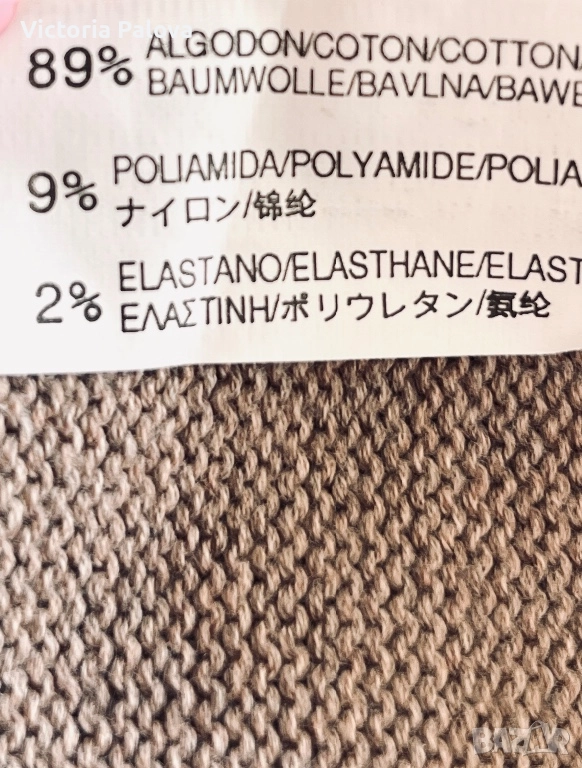 Victoria Palova
89% ALGODON/COTON/COTTON/
BAUMWOLLE/BAVLNA/BAWE
9% POLIAMIDA/POLYAMIDE/POLIA
ナイロン/锦纶
2% ELASTANO/ELASTHANE/ELAST
ΕΛΑΣΤΙΝΗ/ポリウレタン/氨纶
BAZAR